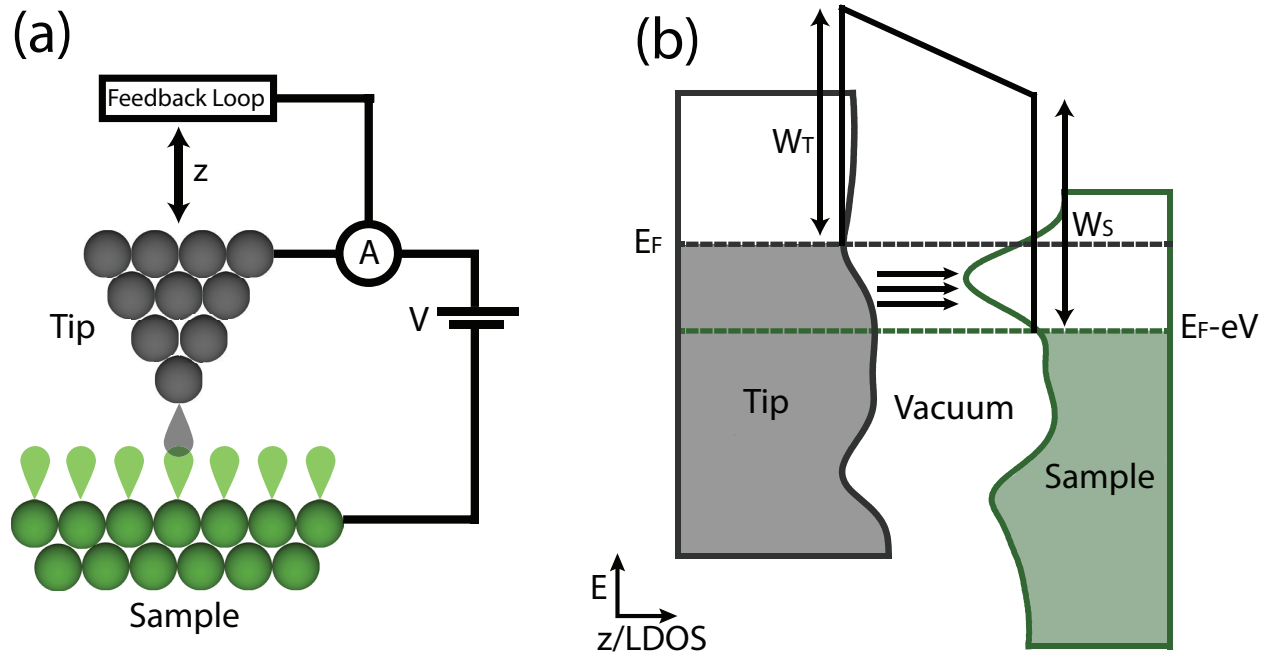 (a)
Feedback Loop
z
A
Tip
V
Sample
(b)
WT
EF
WS
EF-eV
Tip
Vacuum
Sample
E
z/LDOS